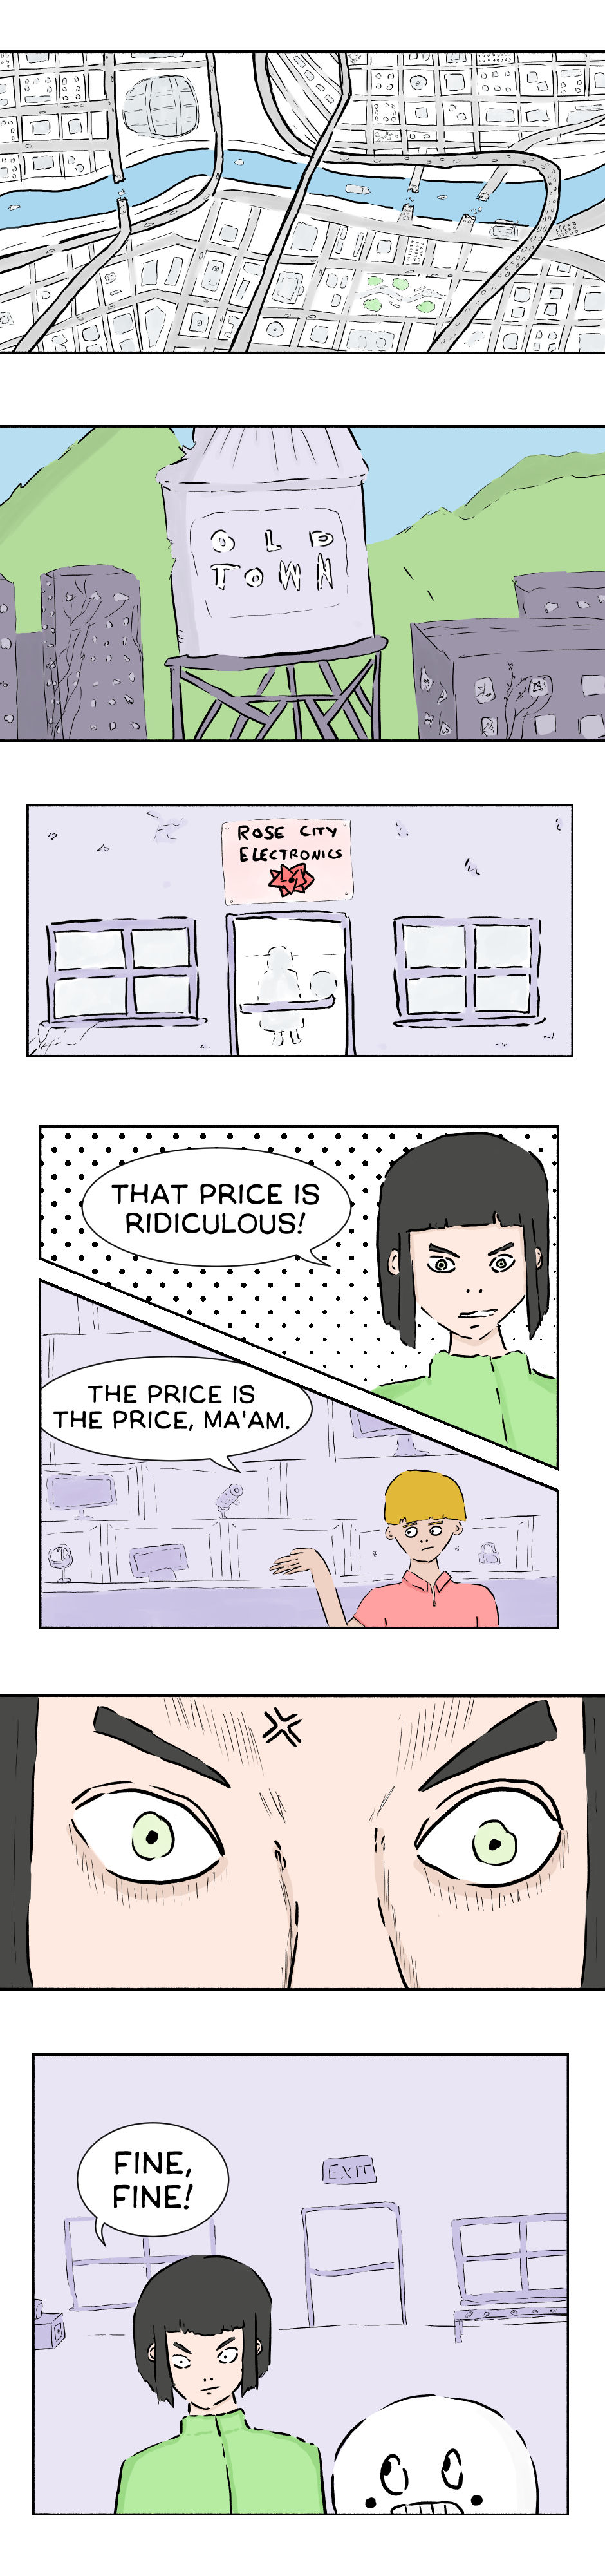 OLD
TOWN
ROSE CITY
ELECTRONICS
THAT PRICE IS
RIDICULOUS!
THE PRICE IS
THE PRICE, MA'AM.
FINE,
FINE!
EXIT